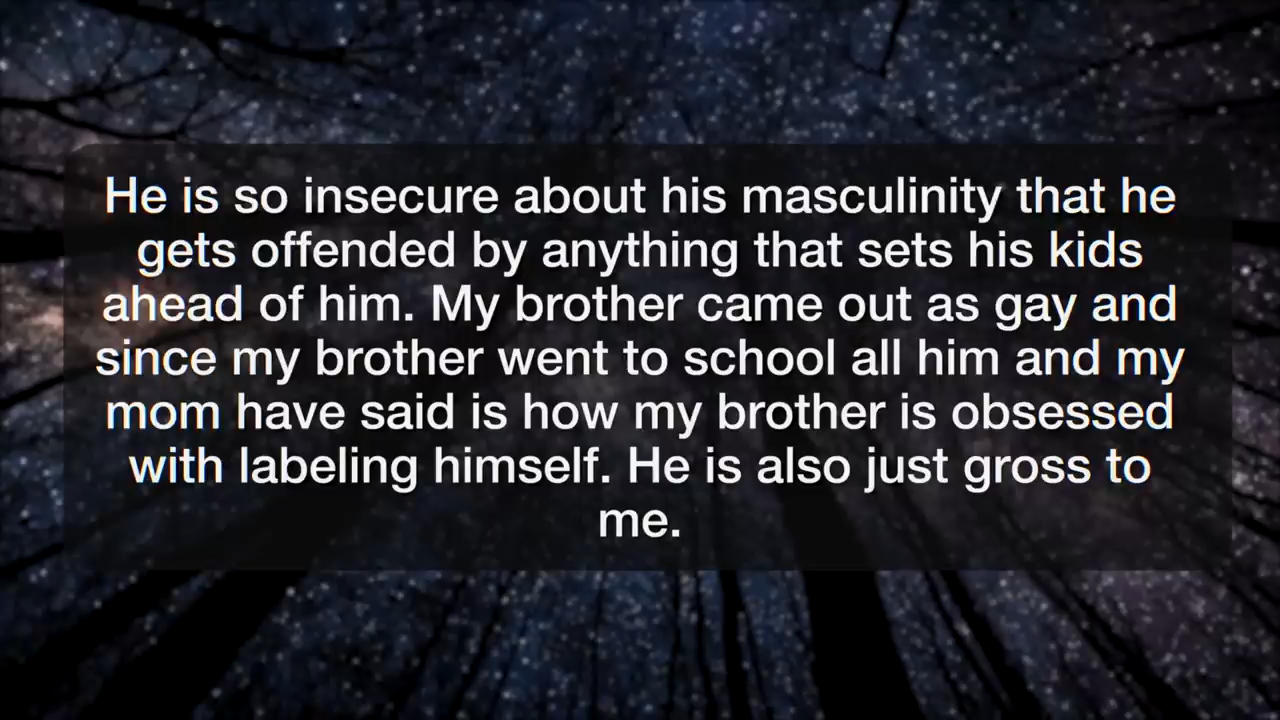 He is so insecure about his masculinity that he
gets offended by anything that sets his kids
ahead of him. My brother came out as gay and
since my brother went to school all him and my
mom have said is how my brother is obsessed
with labeling himself. He is also just gross to
me.